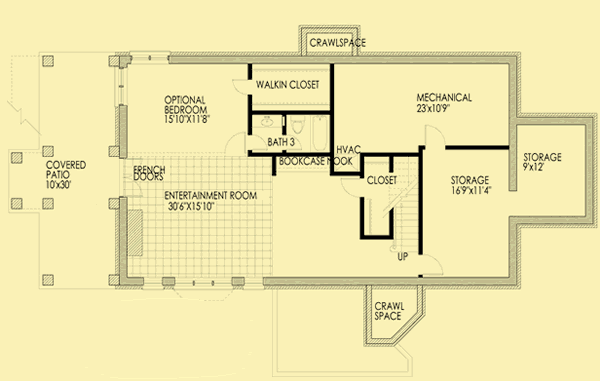 CRAWLSPACE
WALKIN CLOSET
OPTIONAL
BEDROOM
15'10"X11'8"
MECHANICAL
23'x10'9"
BATH 3
HVAC
BOOKCASE NOOK
COVERED
PATIO
10'x30'
FRENCH
DOORS
ENTERTAINMENT ROOM
30'6"X15'10"
CLOSET
STORAGE
16'9"x11'4"
STORAGE
9'x12'
UP
CRAWL
SPACE